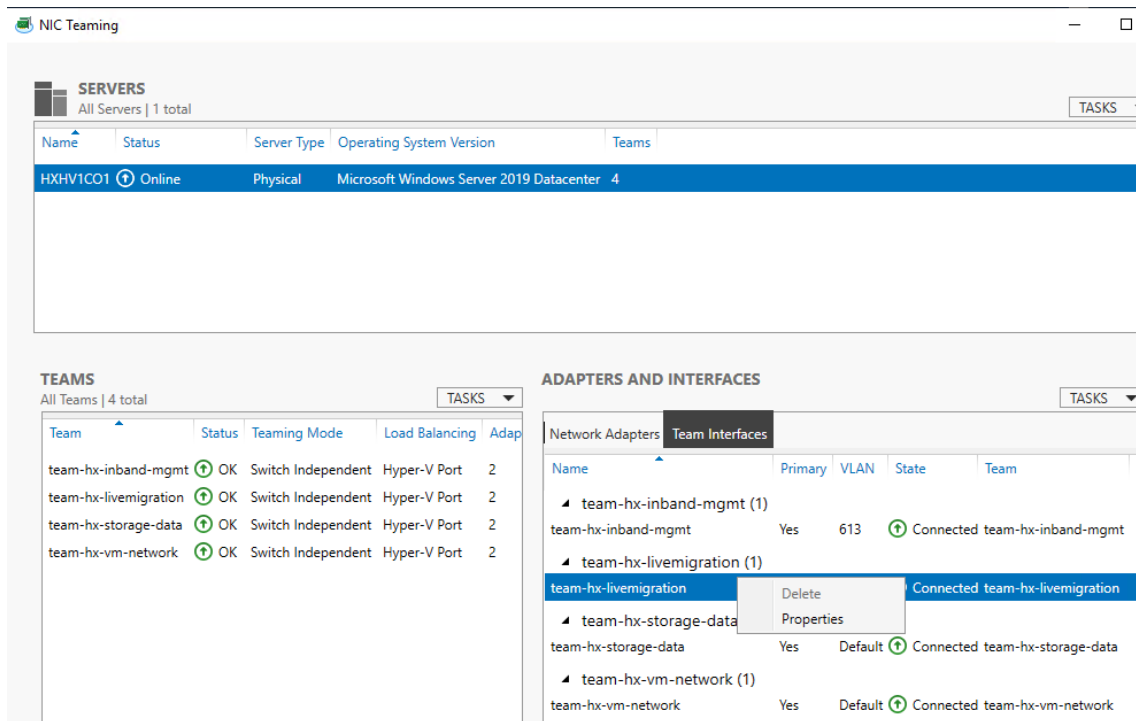 NIC Teaming
SERVERS
All Servers | 1 total
TASKS
Name Status Server Type Operating System Version Teams
HXHV1CO1 Online Physical Microsoft Windows Server 2019 Datacenter 4
TEAMS
All Teams | 4 total
TASKS
Team Status Teaming Mode Load Balancing Adap
team-hx-inband-mgmt OK Switch Independent Hyper-V Port 2
team-hx-livemigration OK Switch Independent Hyper-V Port 2
team-hx-storage-data OK Switch Independent Hyper-V Port 2
team-hx-vm-network OK Switch Independent Hyper-V Port 2
ADAPTERS AND INTERFACES
TASKS
Network Adapters Team Interfaces
Name Primary VLAN State Team
team-hx-inband-mgmt (1)
team-hx-inband-mgmt Yes 613 Connected team-hx-inband-mgmt
team-hx-livemigration (1)
team-hx-livemigration Connected team-hx-livemigration
Delete
Properties
team-hx-storage-data
team-hx-storage-data Yes Default Connected team-hx-storage-data
team-hx-vm-network (1)
team-hx-vm-network Yes Default Connected team-hx-vm-network